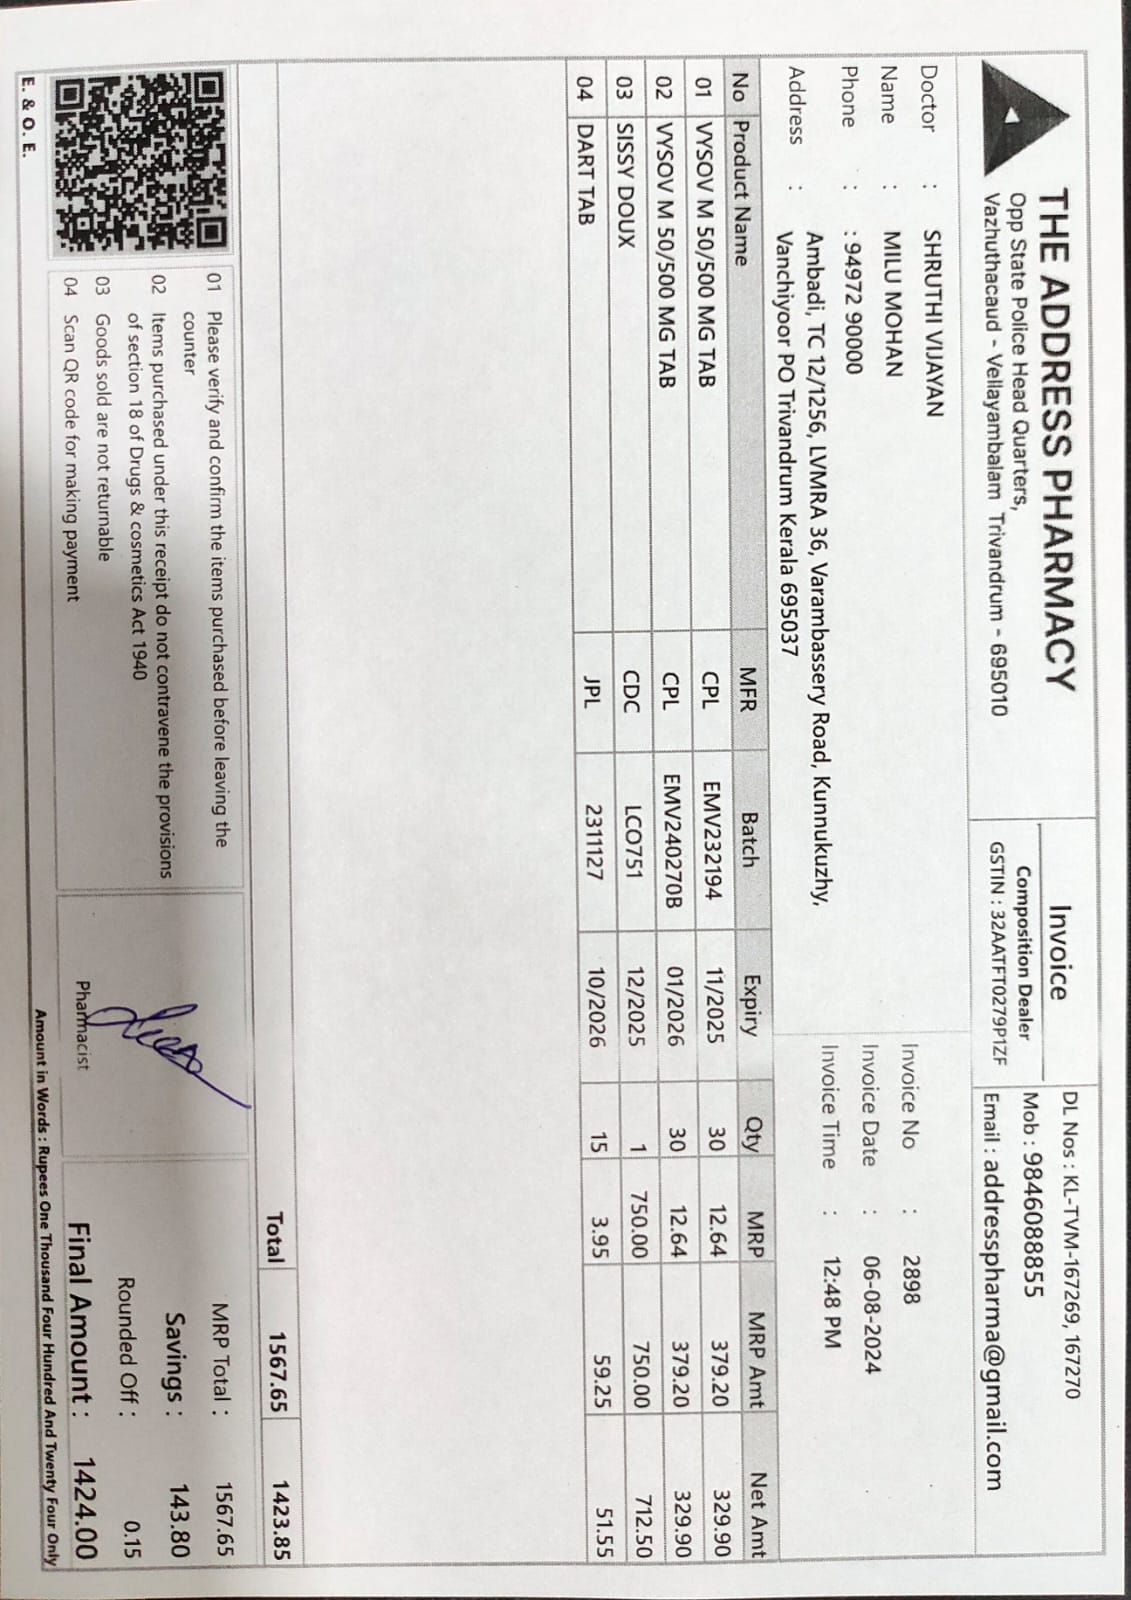 THE ADDRESS PHARMACY
Opp State Police Head Quarters,
Vazhuthacaud - Vellayambalam Trivandrum - 695010
Invoice
Composition Dealer
GSTIN : 32AATFT0279P1ZF
DL Nos : KL-TVM-167269, 167270
Mob : 9846088855
Email : addresspharma@gmail.com
Doctor : SHRUTHI VIJAYAN
Name : MILU MOHAN
Phone : : 94972 90000
Address : Ambadi, TC 12/1256, LVMRA 36, Varambassery Road, Kunnukuzhy,
Vanchiyoor PO Trivandrum Kerala 695037
Invoice No : 2898
Invoice Date : 06-08-2024
Invoice Time : 12:48 PM
No Product Name MFR Batch Expiry Qty MRP MRP Amt Net Amt
01 VYSOV M 50/500 MG TAB CPL EMV232194 11/2025 30 12.64 379.20 329.90
02 VYSOV M 50/500 MG TAB CPL EMV240270B 01/2026 30 12.64 379.20 329.90
03 SISSY DOUX CDC LCO751 12/2025 1 750.00 750.00 712.50
04 DART TAB JPL 2311127 10/2026 15 3.95 59.25 51.55
Total 1567.65 1423.85
01 Please verify and confirm the items purchased before leaving the
counter
02 Items purchased under this receipt do not contravene the provisions
of section 18 of Drugs & cosmetics Act 1940
03 Goods sold are not returnable
04 Scan QR code for making payment
Pharmacist
MRP Total : 1567.65
Savings : 143.80
Rounded Off : 0.15
Final Amount : 1424.00
Amount in Words : Rupees One Thousand Four Hundred And Twenty Four Only
E. & O. E.